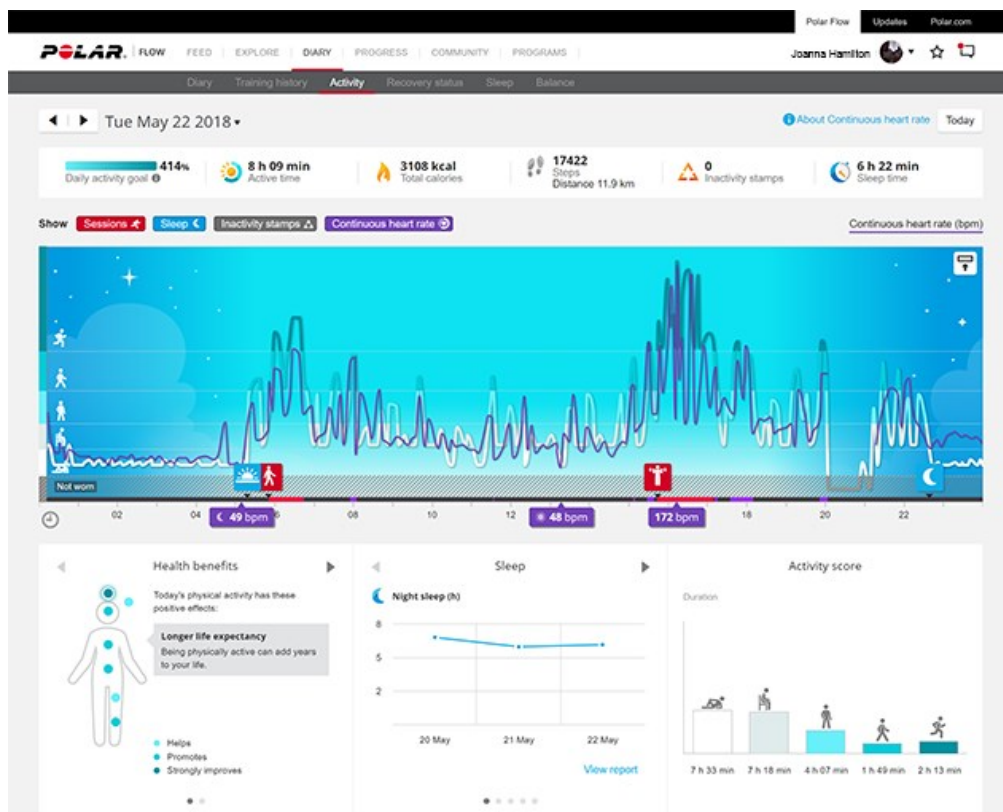 Polar Flow Updates Polar.com
POLAR. FLOW FEED EXPLORE DIARY PROGRESS COMMUNITY PROGRAMS Joanna Hamilton
Diary Training history Activity Recovery status Sleep Balance
Tue May 22 2018 About Continuous heart rate Today
414% 8 h 09 min 3108 kcal 17422 0 6 h 22 min
Daily activity goal Active time Total calories Steps Inactivity stamps Sleep time
Distance 11.9 km
Show Sessions Sleep Inactivity stamps Continuous heart rate Continuous heart rate (bpm)
Not worn
02 04 6 08 10 12 18 20 22
49 bpm 48 bpm 172 bpm
Health benefits Sleep Activity score
Today's physical activity has these
positive effects:
Longer life expectancy
Being physically active can add years
to your life.
Helps
Promotes
Strongly improves
Night sleep (h)
8
5
2
20 May 21 May 22 May
View report
Duration
7 h 33 min 7 h 18 min 4 h 07 min 1 h 49 min 2 h 13 min